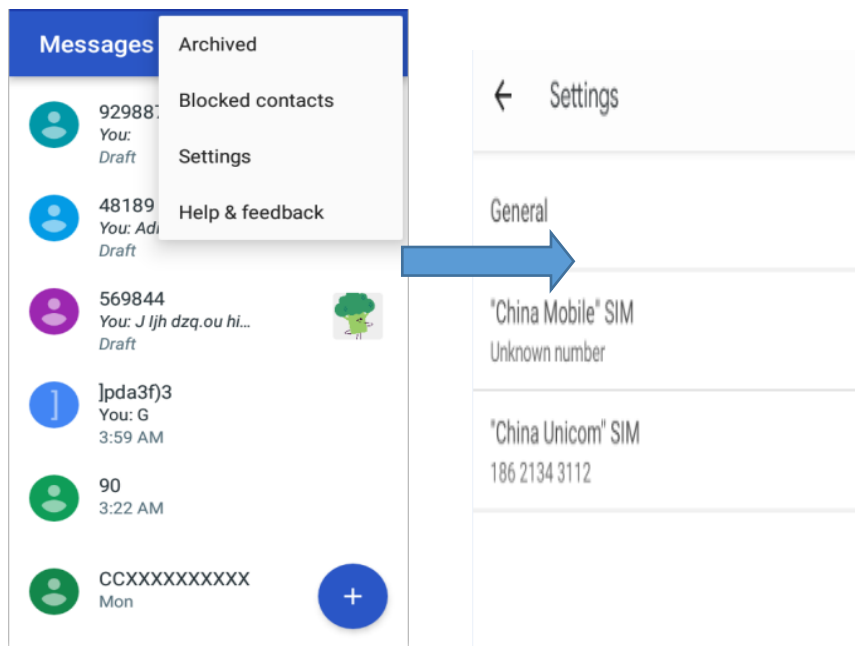 Messages
Archived
Blocked contacts
Settings
Help & feedback
92988
You:
Draft
48189
You: Ad
Draft
569844
You: J Ijh dzq.ou hi...
Draft
]
]pda3f)3
You: G
3:59 AM
90
3:22 AM
CCXXXXXXXXXX
Mon
+
Settings
General
"China Mobile" SIM
Unknown number
"China Unicom" SIM
186 2134 3112